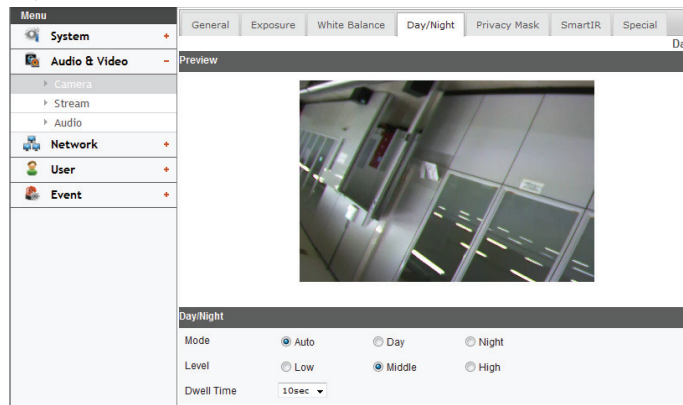 Menu
System +
Audio & Video -
Camera
Stream
Audio
Network +
User +
Event +
General Exposure White Balance Day/Night Privacy Mask SmartIR Special
Da
Preview
Day/Night
Mode Auto Day Night
Level Low Middle High
Dwell Time 10sec